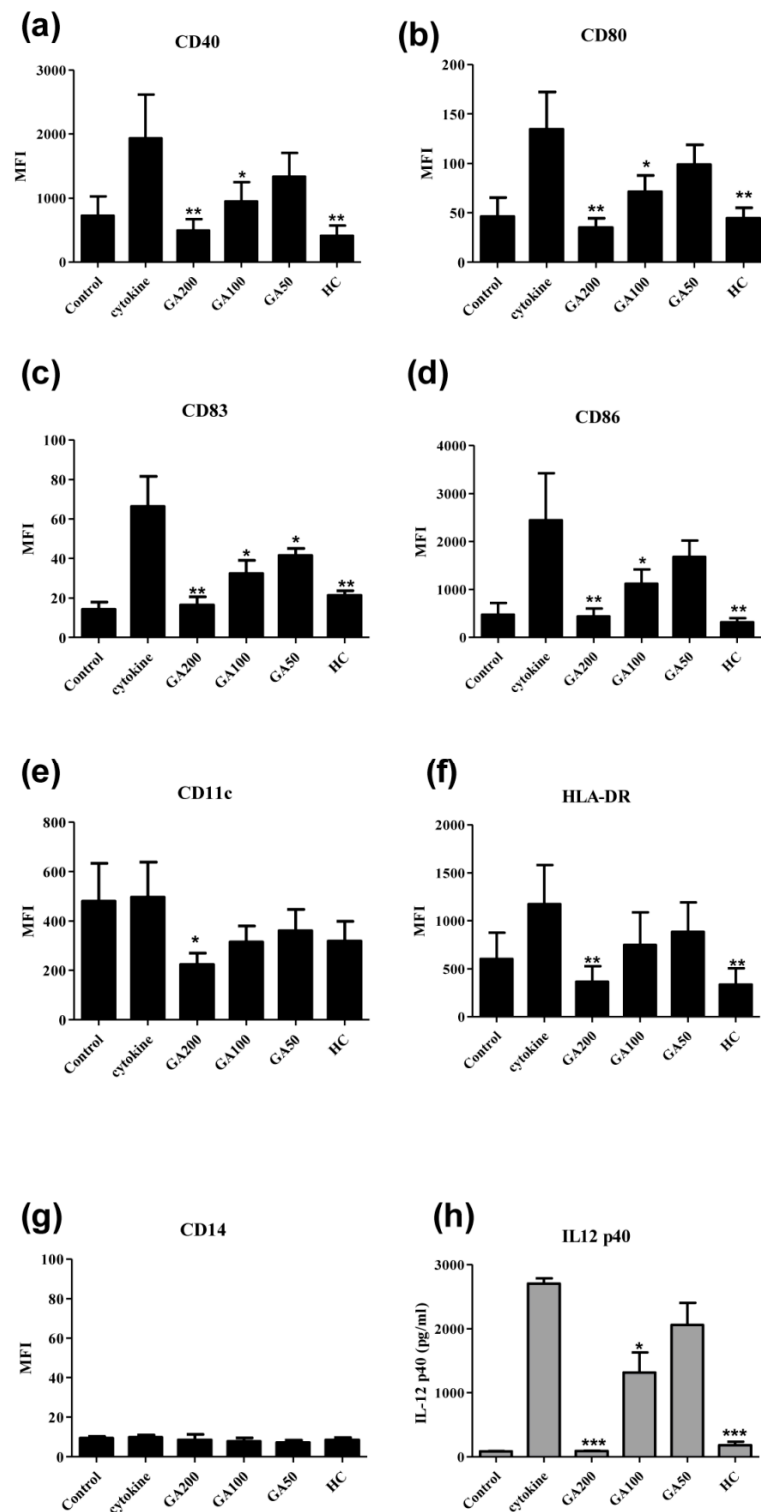 (a)
CD40
3000
2000
1000
0
MFI
**
*
**
Control
cytokine
GA200
GA100
GA50
HC
(b)
CD80
200
150
100
50
0
MFI
**
*
**
Control
cytokine
GA200
GA100
GA50
HC
(c)
CD83
100
80
60
40
20
0
MFI
**
*
*
**
Control
cytokine
GA200
GA100
GA50
HC
(d)
CD86
4000
3000
2000
1000
0
MFI
**
*
**
Control
cytokine
GA200
GA100
GA50
HC
(e)
CD11c
800
600
400
200
0
MFI
*
Control
cytokine
GA200
GA100
GA50
HC
(f)
HLA-DR
2000
1500
1000
500
0
MFI
**
**
Control
cytokine
GA200
GA100
GA50
HC
(g)
CD14
100
80
60
40
20
0
MFI
Control
cytokine
GA200
GA100
GA50
HC
(h)
IL12 p40
3000
2000
1000
0
IL-12 p40 (pg/ml)
***
*
***
Control
cytokine
GA200
GA100
GA50
HC